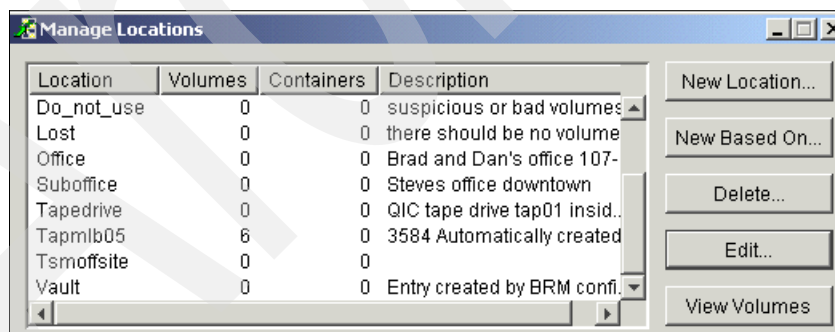 Manage Locations
Location Volumes Containers Description
Do_not_use 0 0 suspicious or bad volumes
Lost 0 0 there should be no volume
Office 0 0 Brad and Dan's office 107-
Suboffice 0 0 Steves office downtown
Tapedrive 0 0 QIC tape drive tap01 insid..
Tapmlb05 6 0 3584 Automatically created
Tsmoffsite 0 0
Vault 0 0 Entry created by BRM confi.
New Location...
New Based On...
Delete...
Edit...
View Volumes